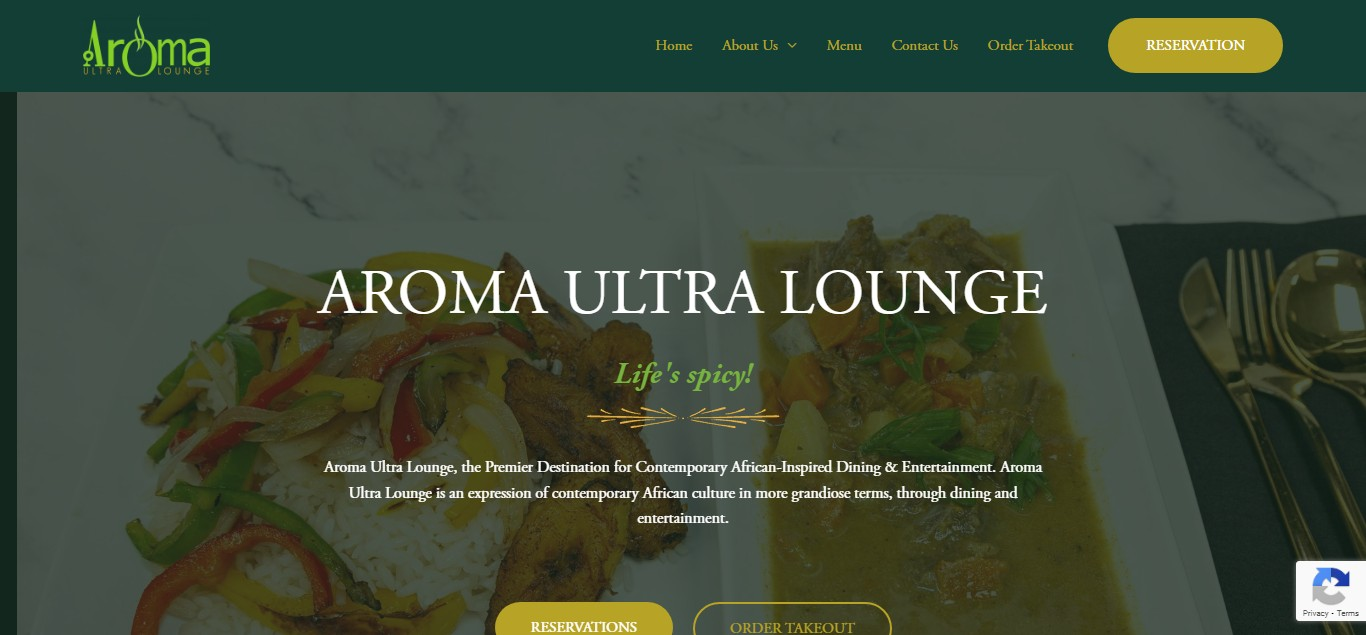 Aroma
ULTRA LOUNGE
Home
About Us
Menu
Contact Us
Order Takeout
RESERVATION
AROMA ULTRA LOUNGE
Life's spicy!
Aroma Ultra Lounge, the Premier Destination for Contemporary African-Inspired Dining & Entertainment. Aroma
Ultra Lounge is an expression of contemporary African culture in more grandiose terms, through dining and
entertainment.
RESERVATIONS
ORDER TAKEOUT
Privacy - Terms